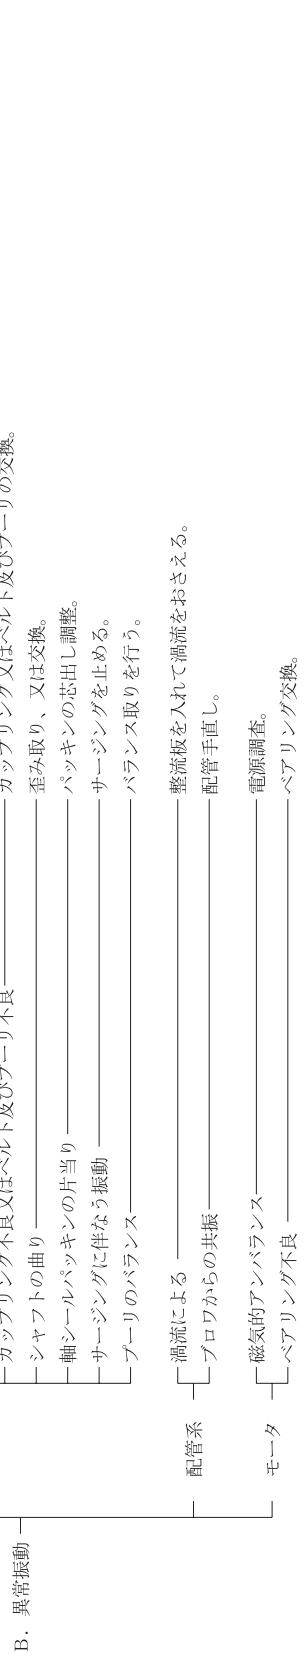 B. 異常振動
カップリング不良又はベルト及びプーリ不良 カップリング又はベルト及びプーリの交換。
シャフトの曲り 歪み取り、又は交換。
軸シールパッキンの片当り パッキンの芯出し調整。
サージングに伴なう振動 サージングを止める。
プーリのバランス バランス取りを行う。
配管系
渦流による 整流板を入れて渦流をおさえる。
ブロワからの共振 配管手直し。
モータ
磁気的アンバランス 電源調査。
ベアリング不良 ベアリング交換。